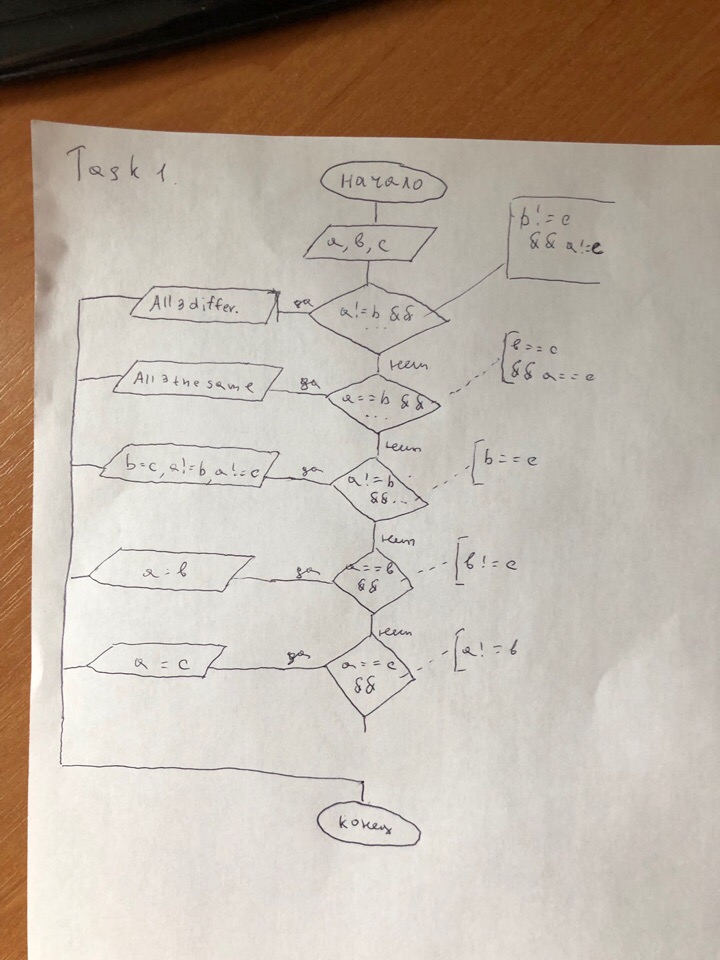 Task 1.
начало
a, b, c
b! = c
&& a!=c
All 3 differ.
да
a!=b &&
...
нет
b == c
&& a == c
All 3 the same
да
a==b &&
...
нет
b=c, a!=b, a!=c
да
a!=b
&&...
[b == c
нет
a = b
да
a==b
&&
[b != c
нет
a = c
да
a == c
&&
[a! = b
конец